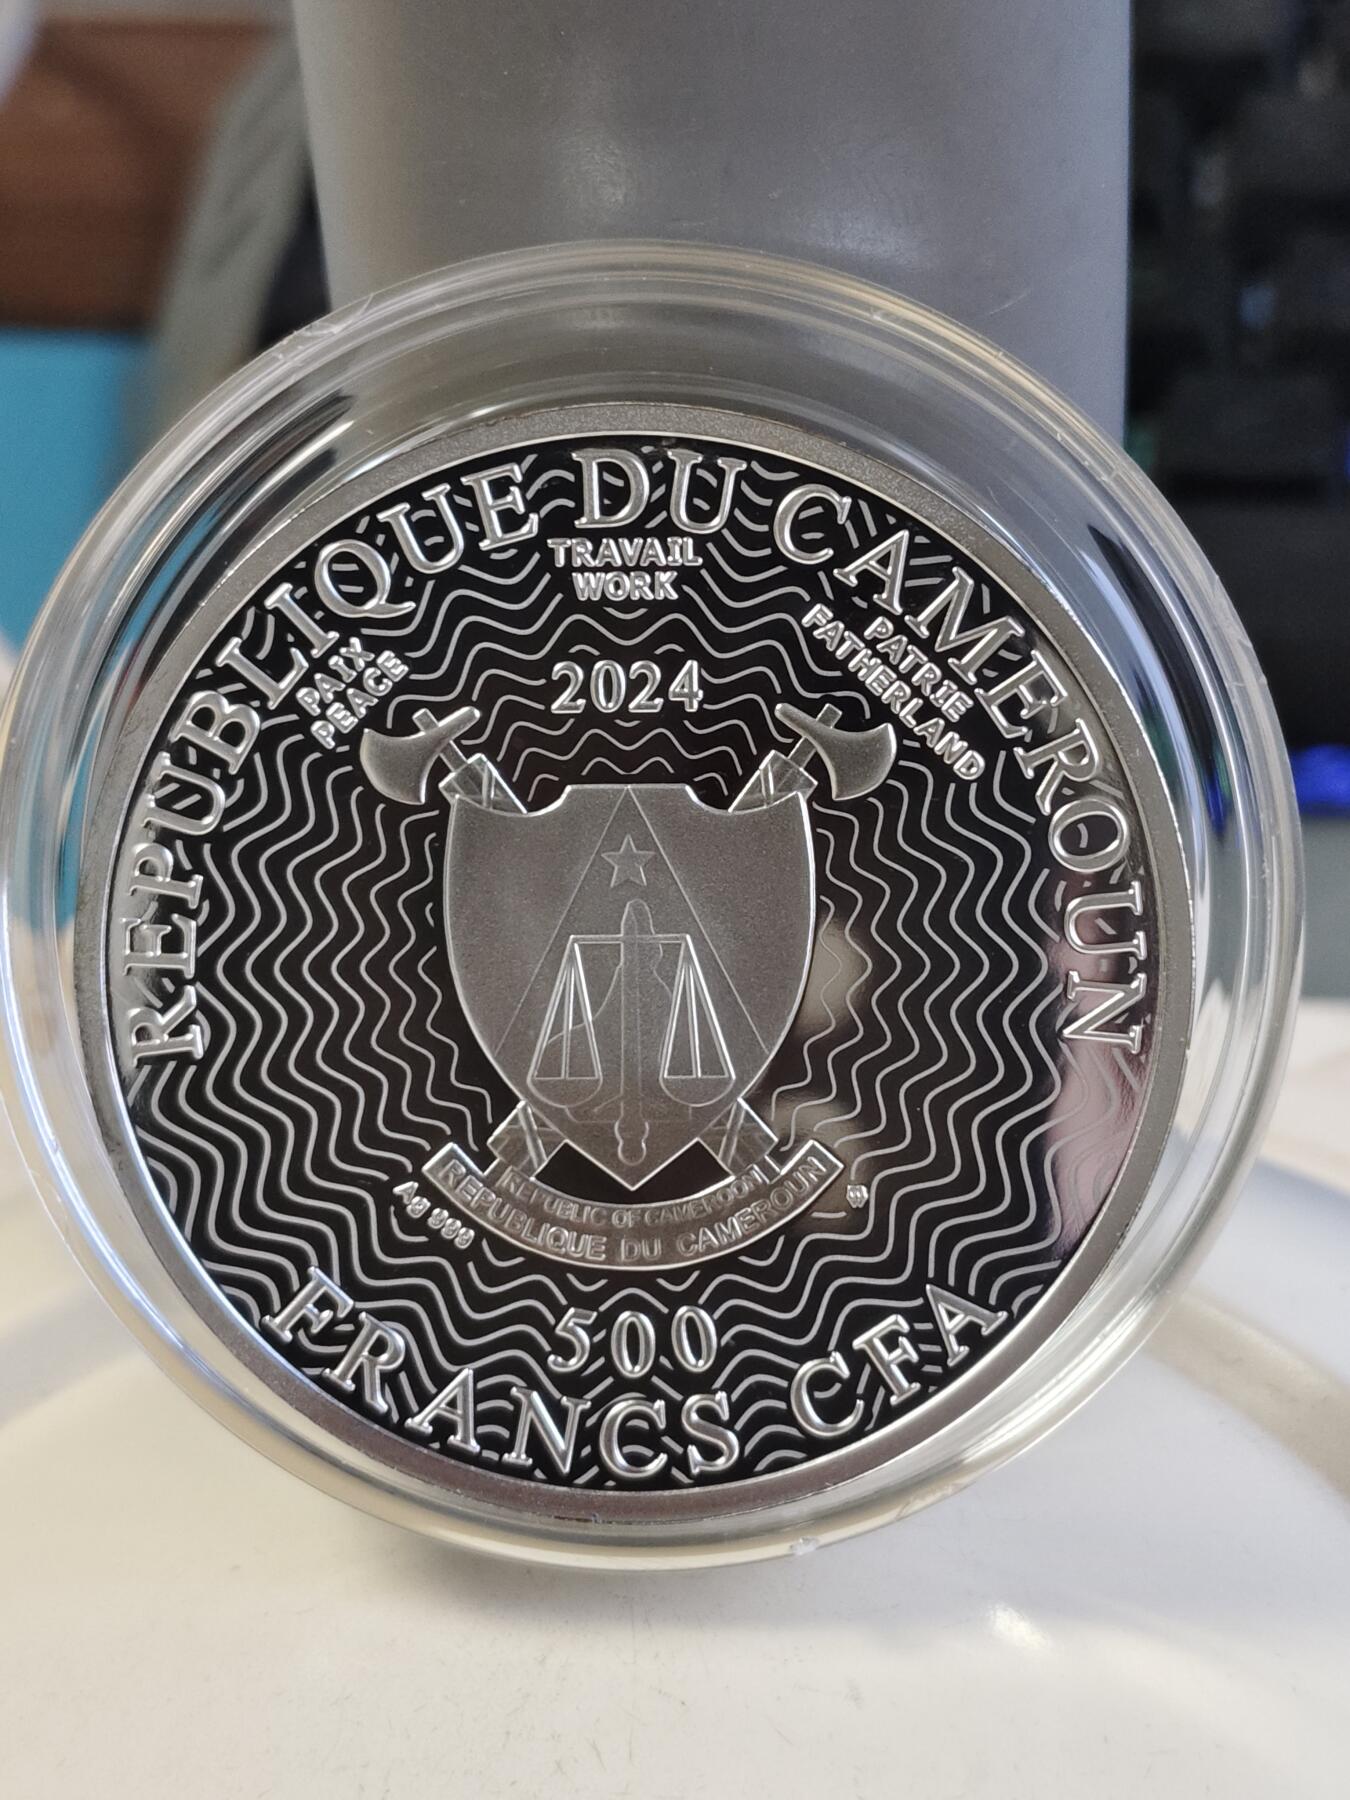 REPUBLIQUE DU CAMEROUN
TRAVAIL
WORK
PAIX
PEACE
PATRIE
FATHERLAND
2024
REPUBLIC OF CAMEROON
REPUBLIQUE DU CAMEROUN
Ag 999
500
FRANCS CFA